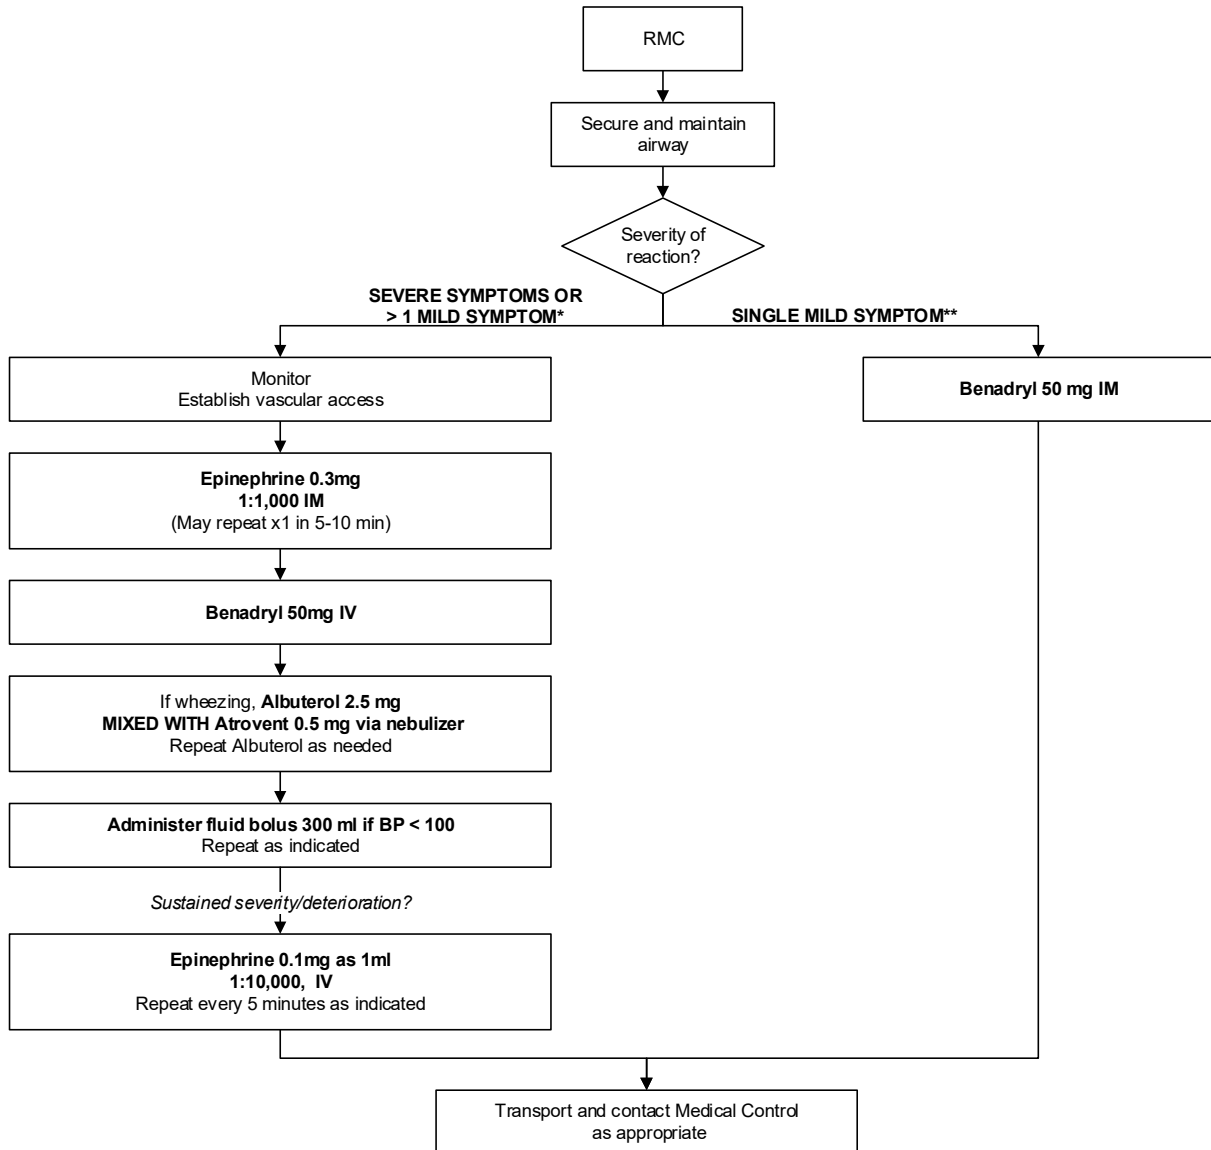 RMC
Secure and maintain
airway
Severity of
reaction?
SEVERE SYMPTOMS OR
> 1 MILD SYMPTOM*
SINGLE MILD SYMPTOM**
Monitor
Establish vascular access
Benadryl 50 mg IM
Epinephrine 0.3mg
1:1,000 IM
(May repeat x1 in 5-10 min)
Benadryl 50mg IV
If wheezing, Albuterol 2.5 mg
MIXED WITH Atrovent 0.5 mg via nebulizer
Repeat Albuterol as needed
Administer fluid bolus 300 ml if BP < 100
Repeat as indicated
Sustained severity/deterioration?
Epinephrine 0.1mg as 1ml
1:10,000, IV
Repeat every 5 minutes as indicated
Transport and contact Medical Control
as appropriate